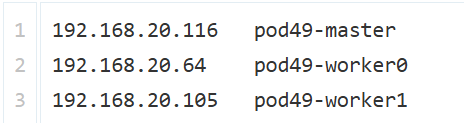 1 192.168.20.116 pod49-master
2 192.168.20.64 pod49-worker0
3 192.168.20.105 pod49-worker1